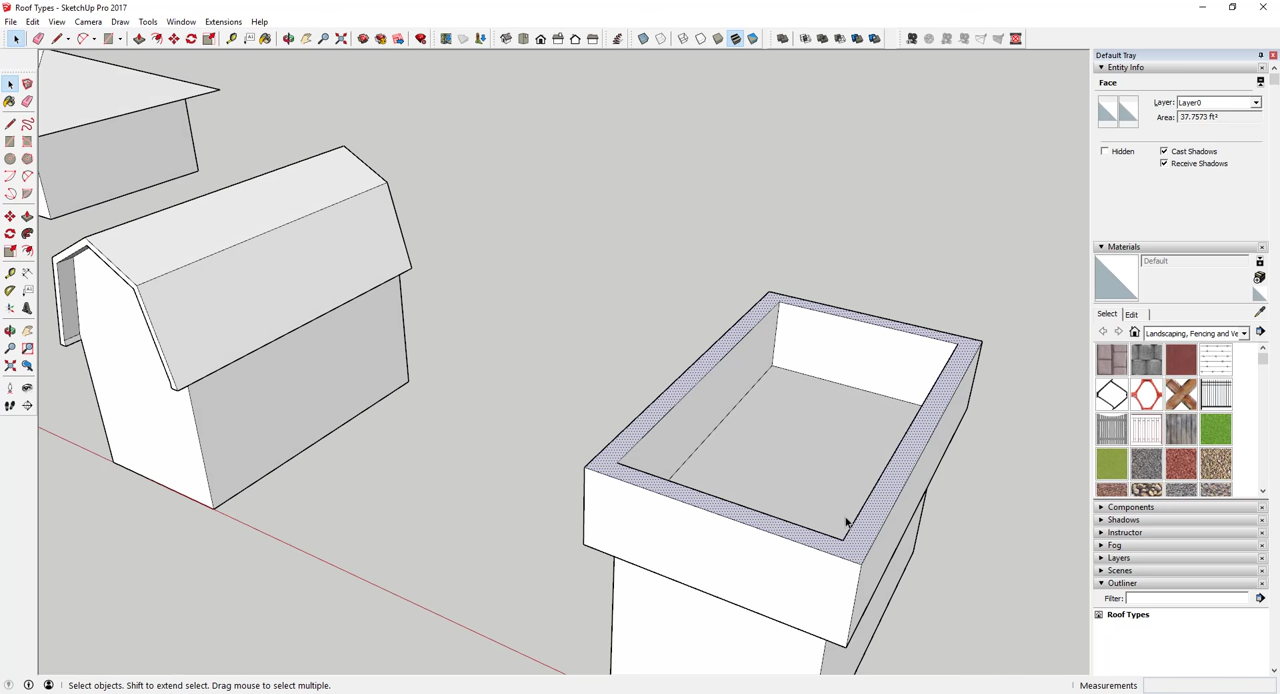 Roof Types - SketchUp Pro 2017
File Edit View Camera Draw Tools Window Extensions Help
Default Tray
Entity Info
Face
Layer: Layer0
Area: 37.7573 ft²
Hidden
Cast Shadows
Receive Shadows
Materials
Default
Select Edit
Landscaping, Fencing and Ve
Components
Shadows
Instructor
Fog
Layers
Scenes
Outliner
Filter:
Roof Types
Select objects. Shift to extend select. Drag mouse to select multiple.
Measurements